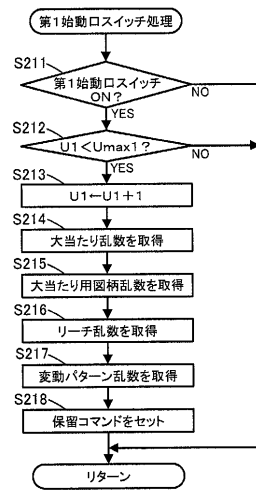 第1始動口スイッチ処理
S211
第1始動口スイッチ
ON?
NO
YES
S212
U1<Umax1?
NO
YES
S213
U1←U1+1
S214
大当たり乱数を取得
S215
大当たり用図柄乱数を取得
S216
リーチ乱数を取得
S217
変動パターン乱数を取得
S218
保留コマンドをセット
リターン